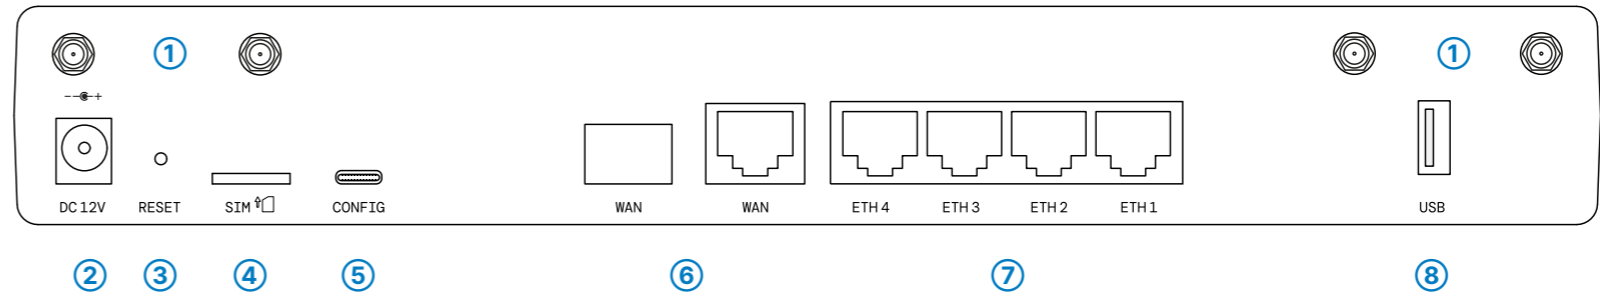 ① ①
DC 12V RESET SIM CONFIG WAN WAN ETH 4 ETH 3 ETH 2 ETH 1 USB
② ③ ④ ⑤ ⑥ ⑦ ⑧